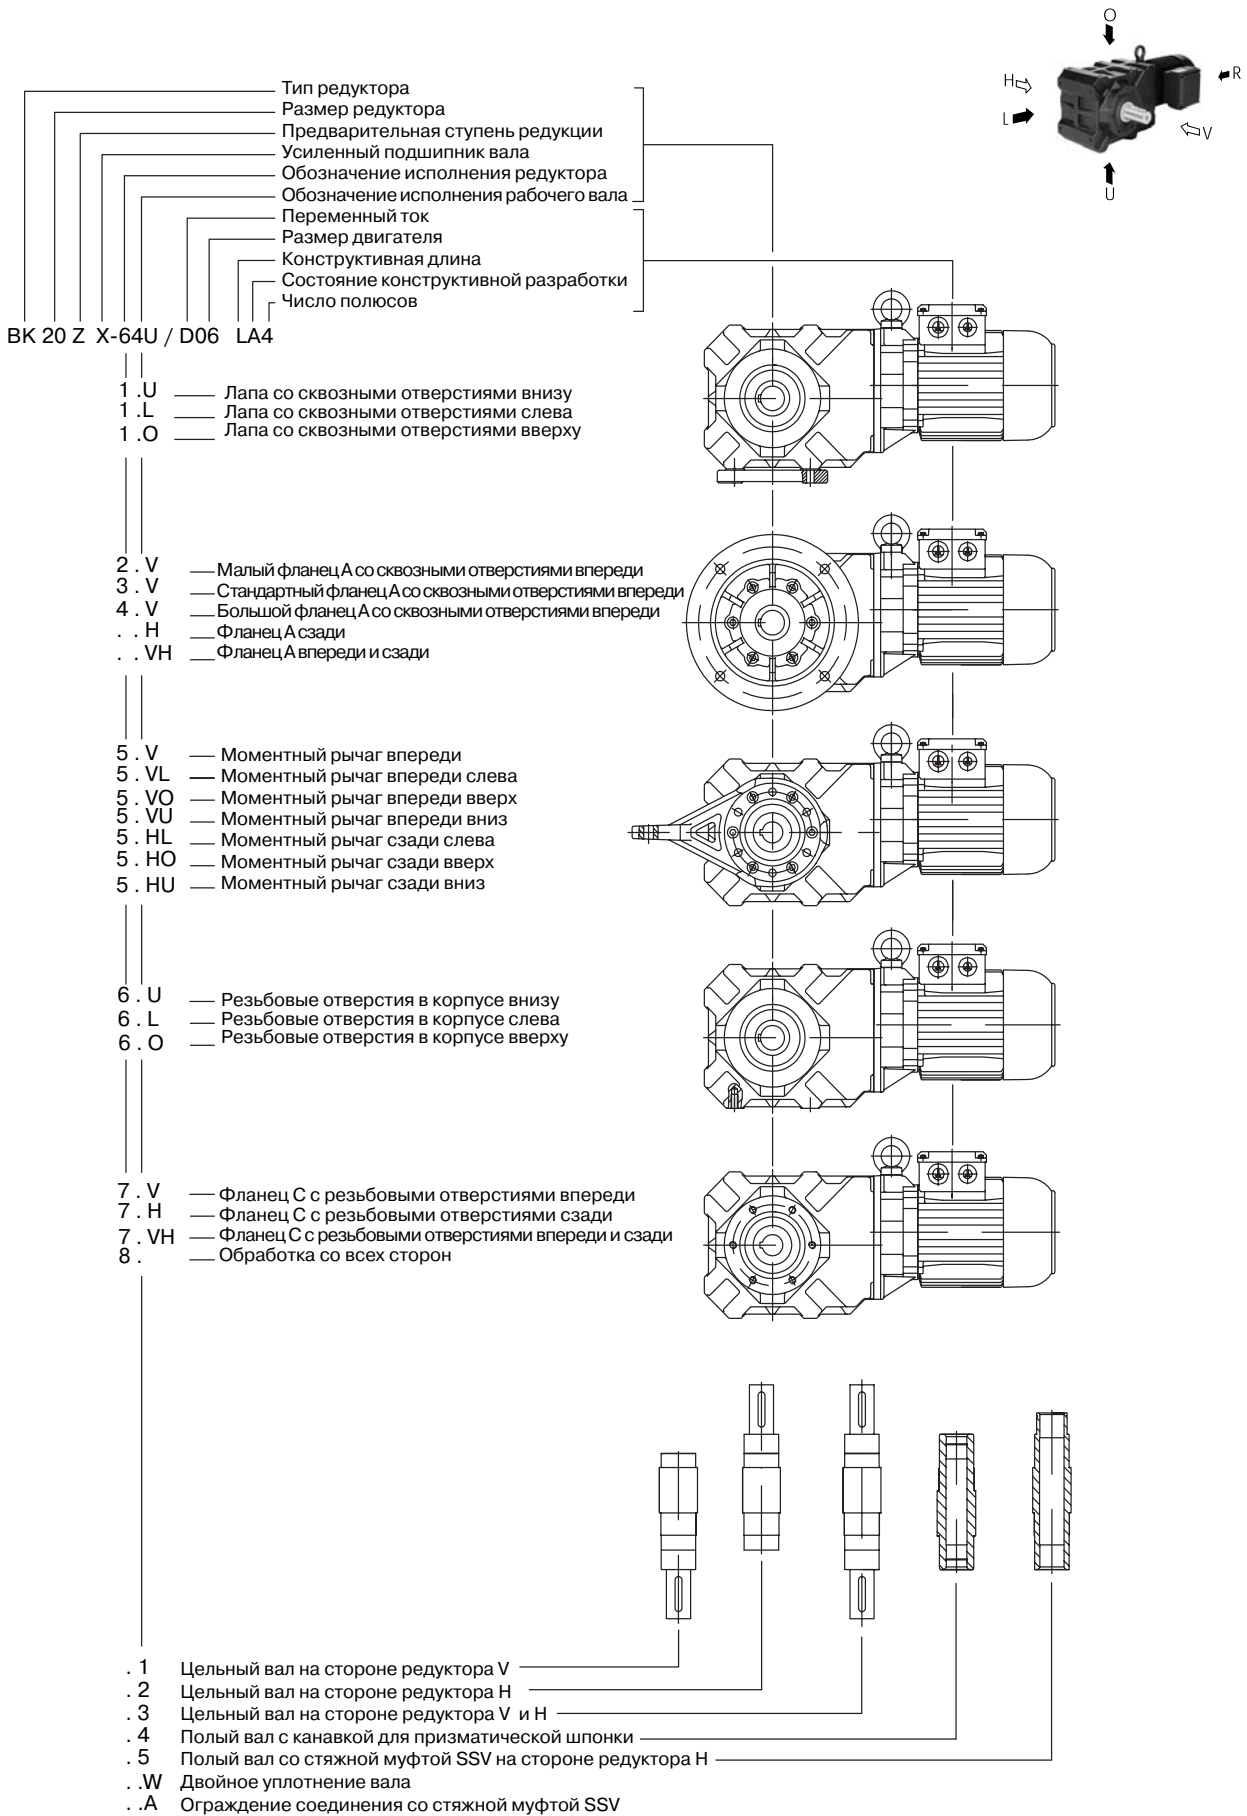 O
H
R
L
V
U
Тип редуктора
Размер редуктора
Предварительная ступень редукции
Усиленный подшипник вала
Обозначение исполнения редуктора
Обозначение исполнения рабочего вала
Переменный ток
Размер двигателя
Конструктивная длина
Состояние конструктивной разработки
Число полюсов
BK 20 Z X-64U / D06 LA4
1 .U Лапа со сквозными отверстиями внизу
1 .L Лапа со сквозными отверстиями слева
1 .O Лапа со сквозными отверстиями вверху
2 . V Малый фланец А со сквозными отверстиями впереди
3 . V Стандартный фланец А со сквозными отверстиями впереди
4 . V Большой фланец А со сквозными отверстиями впереди
. . H Фланец А сзади
. . VH Фланец А впереди и сзади
5 . V Моментный рычаг впереди
5 . VL Моментный рычаг впереди слева
5 . VO Моментный рычаг впереди вверх
5 . VU Моментный рычаг впереди вниз
5 . HL Моментный рычаг сзади слева
5 . HO Моментный рычаг сзади вверх
5 . HU Моментный рычаг сзади вниз
6 . U Резьбовые отверстия в корпусе внизу
6 . L Резьбовые отверстия в корпусе слева
6 . O Резьбовые отверстия в корпусе вверху
7 . V Фланец С с резьбовыми отверстиями впереди
7 . H Фланец С с резьбовыми отверстиями сзади
7 . VH Фланец С с резьбовыми отверстиями впереди и сзади
8 . Обработка со всех сторон
. 1 Цельный вал на стороне редуктора V
. 2 Цельный вал на стороне редуктора H
. 3 Цельный вал на стороне редуктора V и H
. 4 Полый вал с канавкой для призматической шпонки
. 5 Полый вал со стяжной муфтой SSV на стороне редуктора H
. .W Двойное уплотнение вала
. .A Ограждение соединения со стяжной муфтой SSV